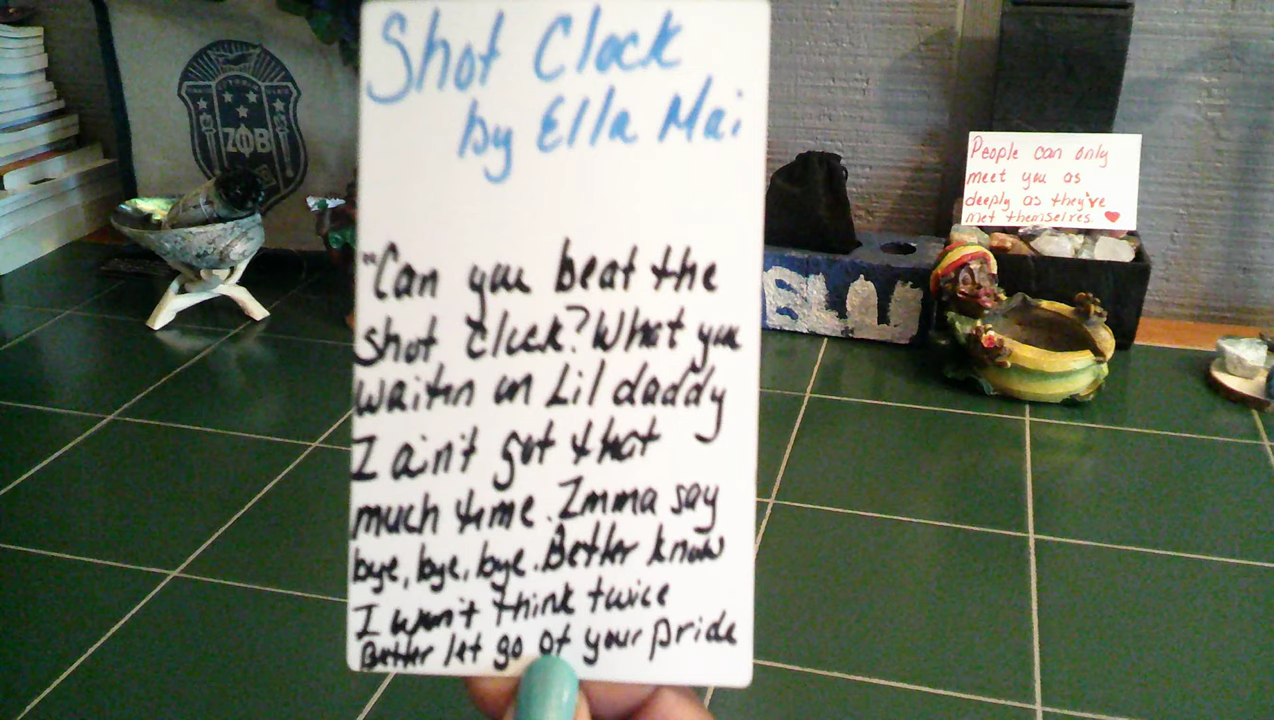 Shot Clock
by Ella Mai
"Can you beat the
shot clock? What you
waitin on Lil daddy
I ain't got that
much time. Imma say
bye, bye, bye. Better know
I won't think twice
Better let go of your pride
ΖΦΒ
People can only
meet you as
deeply as they've
met themselves.